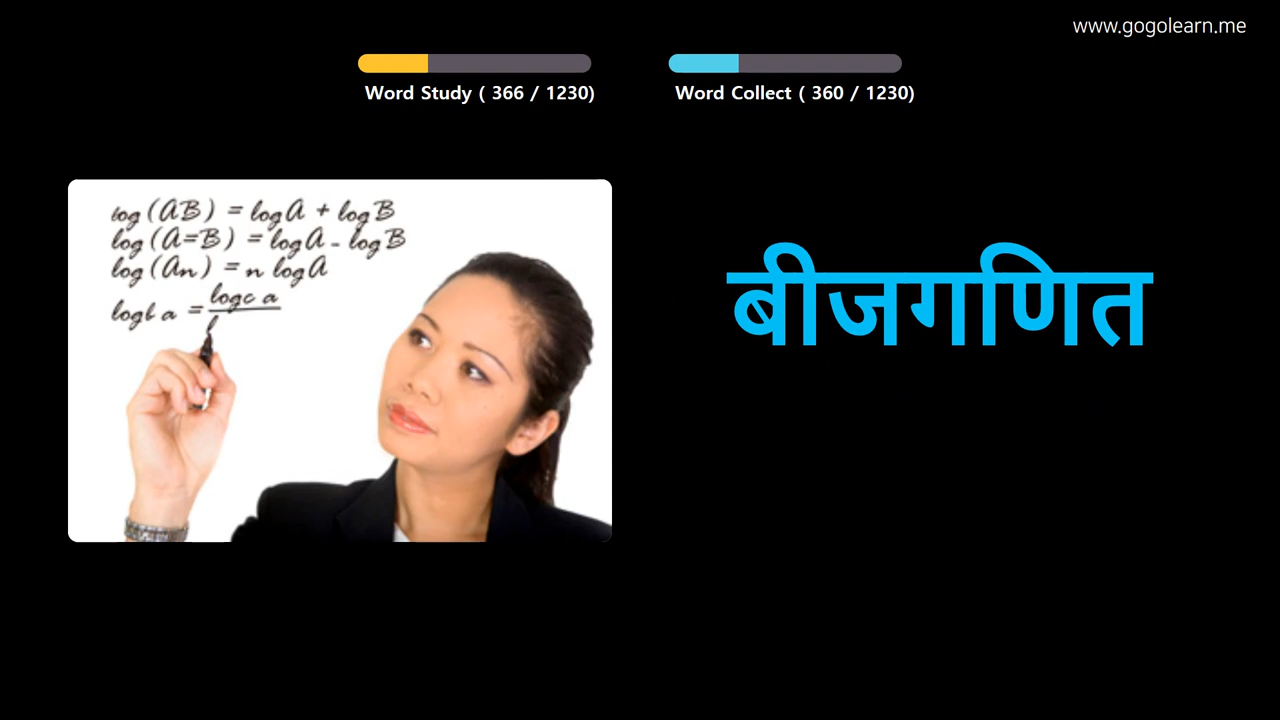 www.gogolearn.me
Word Study ( 366 / 1230)
Word Collect ( 360 / 1230)
log (AB) = log A + log B
log (A=B) = log A - log B
log (An) = n log A
logb a = logc a
बीजगणित